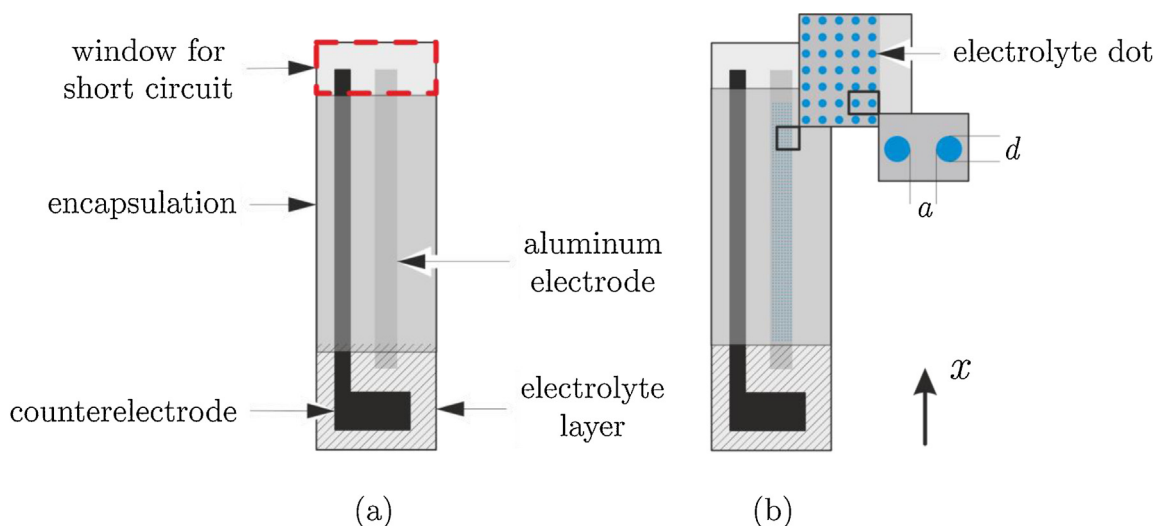 window for
short circuit
encapsulation
counterelectrode
aluminum
electrode
electrolyte
layer
electrolyte dot
d
a
x
(a)
(b)